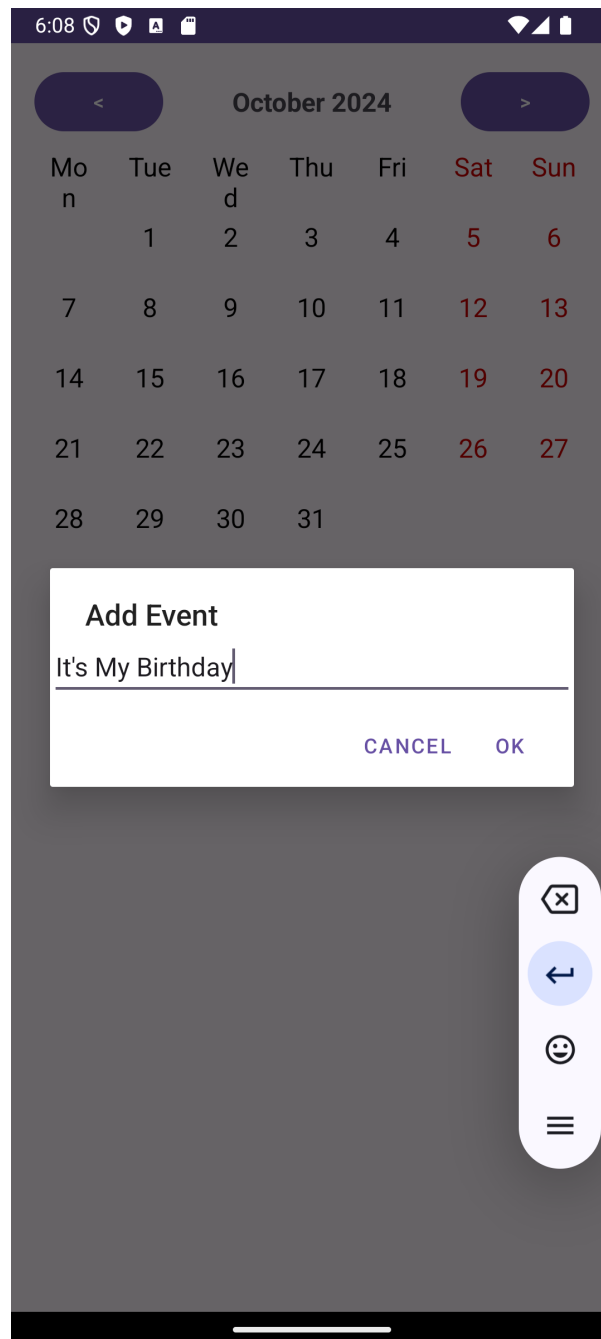 6:08
< October 2024 >
Mo
n Tue We
d Thu Fri Sat Sun
1 2 3 4 5 6
7 8 9 10 11 12 13
14 15 16 17 18 19 20
21 22 23 24 25 26 27
28 29 30 31
Add Event
It's My Birthday
CANCEL OK